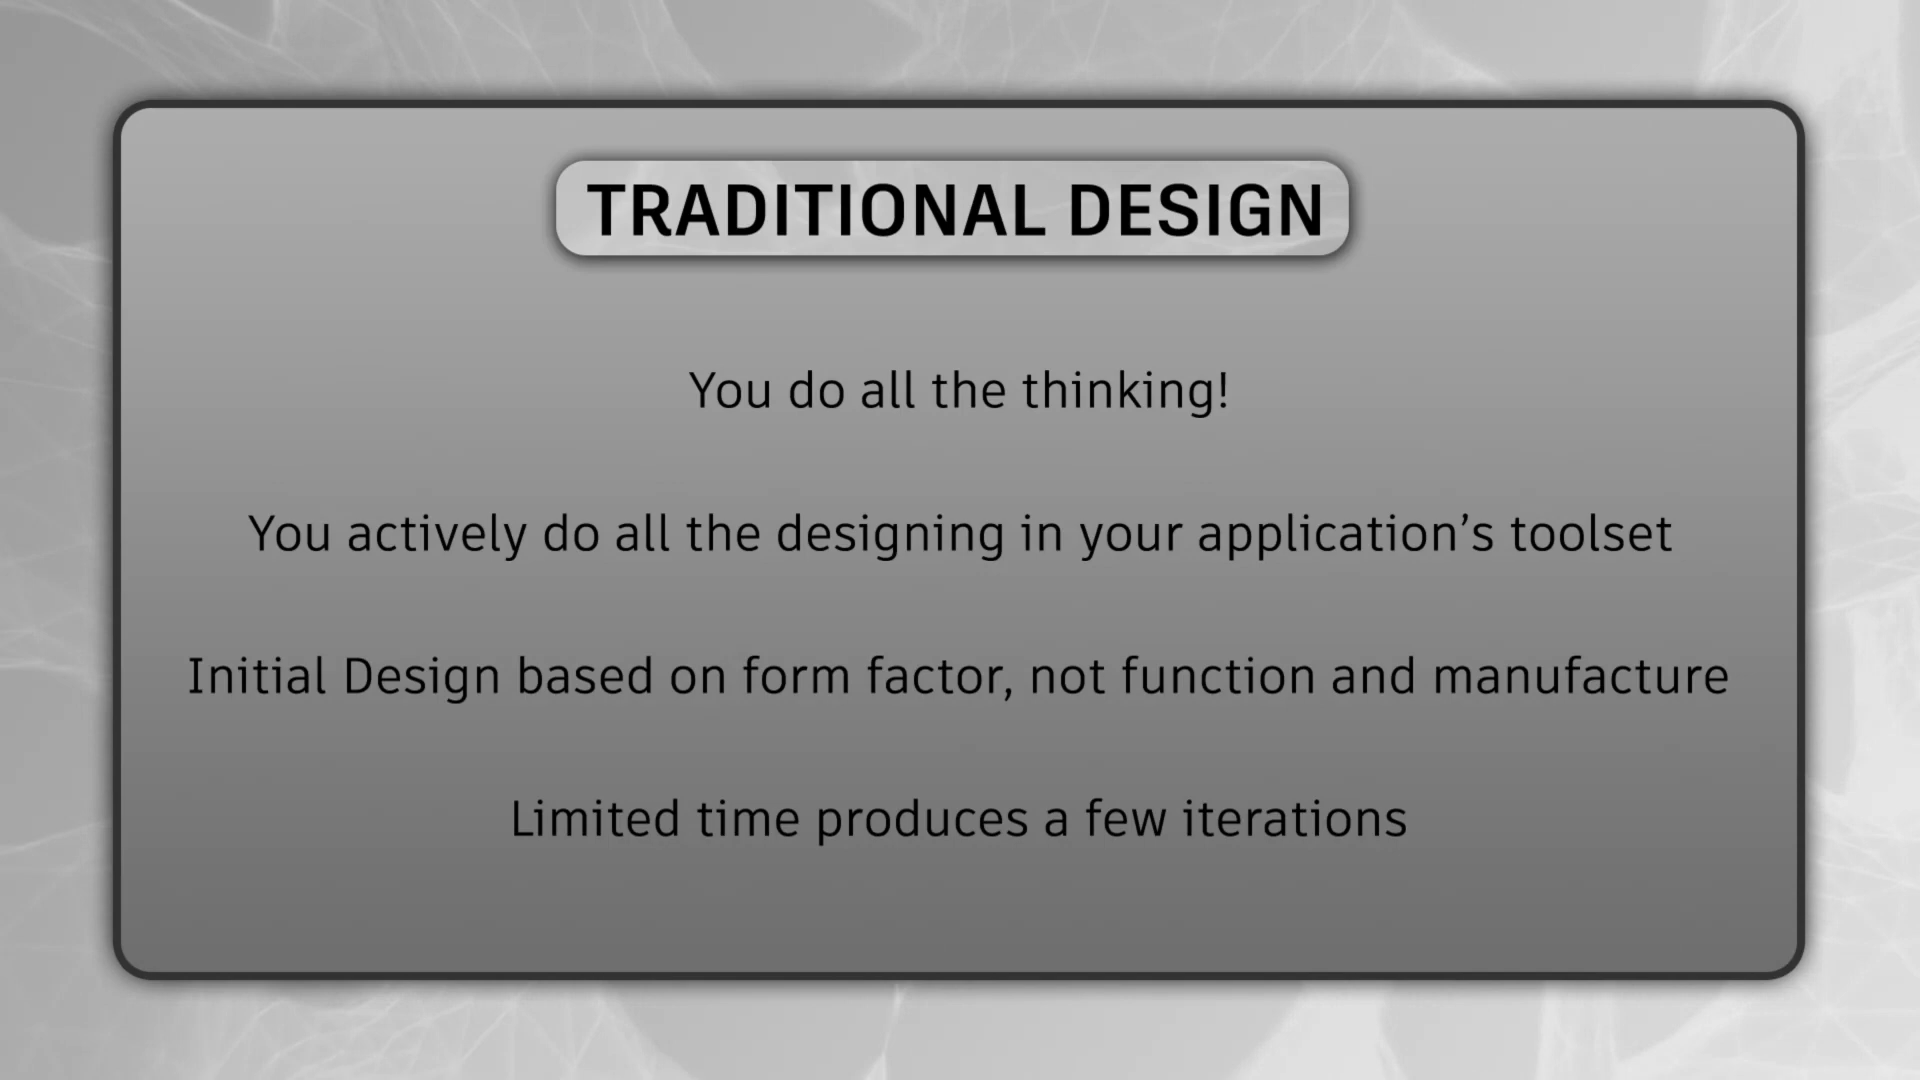 TRADITIONAL DESIGN
You do all the thinking!
You actively do all the designing in your application’s toolset
Initial Design based on form factor, not function and manufacture
Limited time produces a few iterations